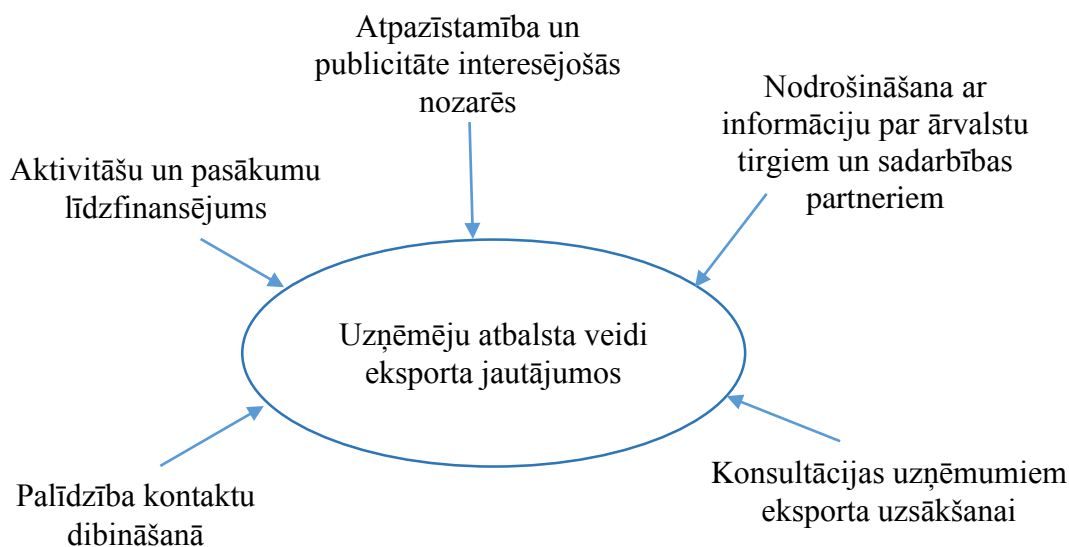 Atpazīstamība un
publicitāte interesējošās
nozarēs
Nodrošināšana ar
informāciju par ārvalstu
tirgiem un sadarbības
partneriem
Aktivitāšu un pasākumu
līdzfinansējums
Uzņēmēju atbalsta veidi
eksporta jautājumos
Palīdzība kontaktu
dibināšanā
Konsultācijas uzņēmumiem
eksporta uzsākšanai